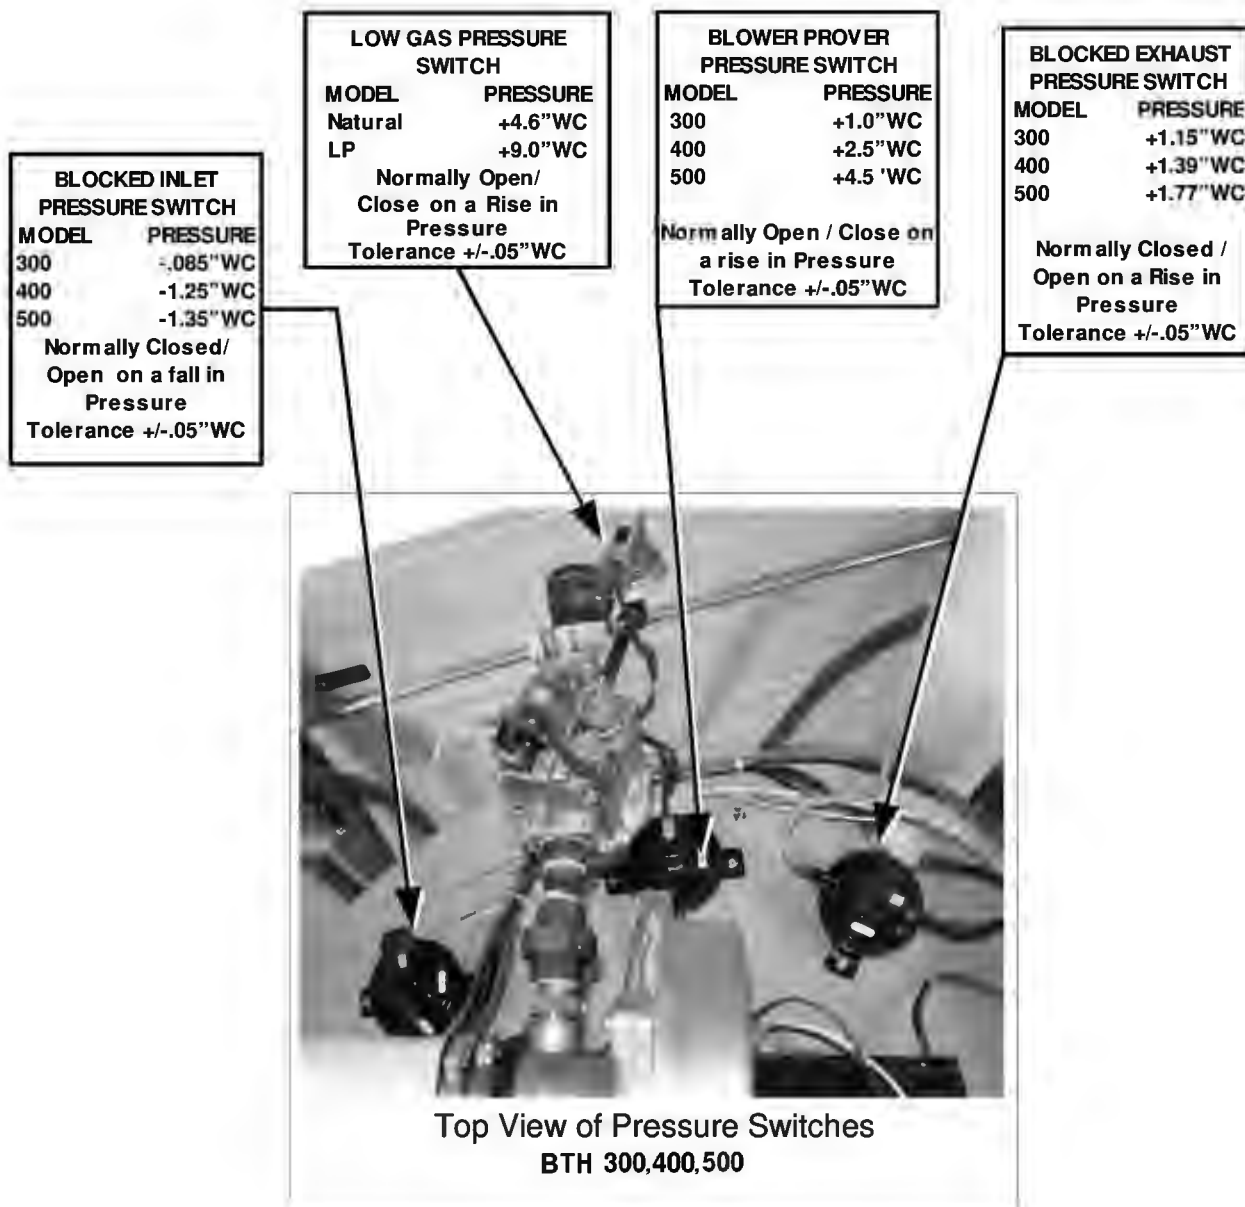 BLOCKED INLET
PRESSURE SWITCH
MODEL PRESSURE
300 -.085"WC
400 -1.25"WC
500 -1.35"WC
Normally Closed/
Open on a fall in
Pressure
Tolerance +/-.05"WC
LOW GAS PRESSURE
SWITCH
MODEL PRESSURE
Natural +4.6"WC
LP +9.0"WC
Normally Open/
Close on a Rise in
Pressure
Tolerance +/-.05"WC
BLOWER PROVER
PRESSURE SWITCH
MODEL PRESSURE
300 +1.0"WC
400 +2.5"WC
500 +4.5 'WC
Normally Open / Close on
a rise in Pressure
Tolerance +/-.05"WC
BLOCKED EXHAUST
PRESSURE SWITCH
MODEL PRESSURE
300 +1.15"WC
400 +1.39"WC
500 +1.77"WC
Normally Closed /
Open on a Rise in
Pressure
Tolerance +/-.05"WC
Top View of Pressure Switches
BTH 300,400,500